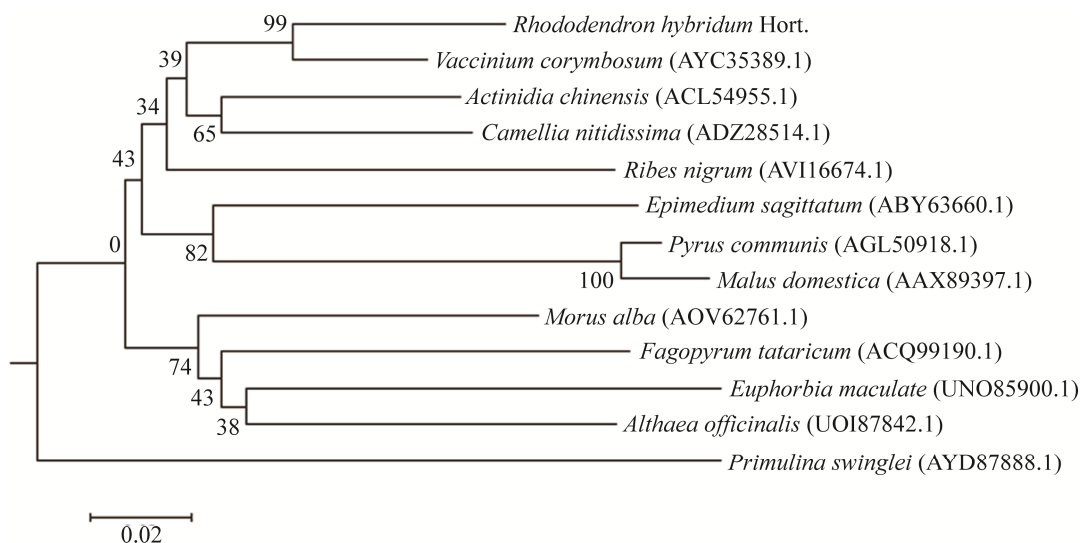 99
Rhododendron hybridum Hort.
39
Vaccinium corymbosum (AYC35389.1)
34
Actinidia chinensis (ACL54955.1)
65
Camellia nitidissima (ADZ28514.1)
43
Ribes nigrum (AVI16674.1)
Epimedium sagittatum (ABY63660.1)
0
82
Pyrus communis (AGL50918.1)
100
Malus domestica (AAX89397.1)
Morus alba (AOV62761.1)
74
Fagopyrum tataricum (ACQ99190.1)
43
Euphorbia maculate (UNO85900.1)
38
Althaea officinalis (UOI87842.1)
Primulina swinglei (AYD87888.1)
0.02